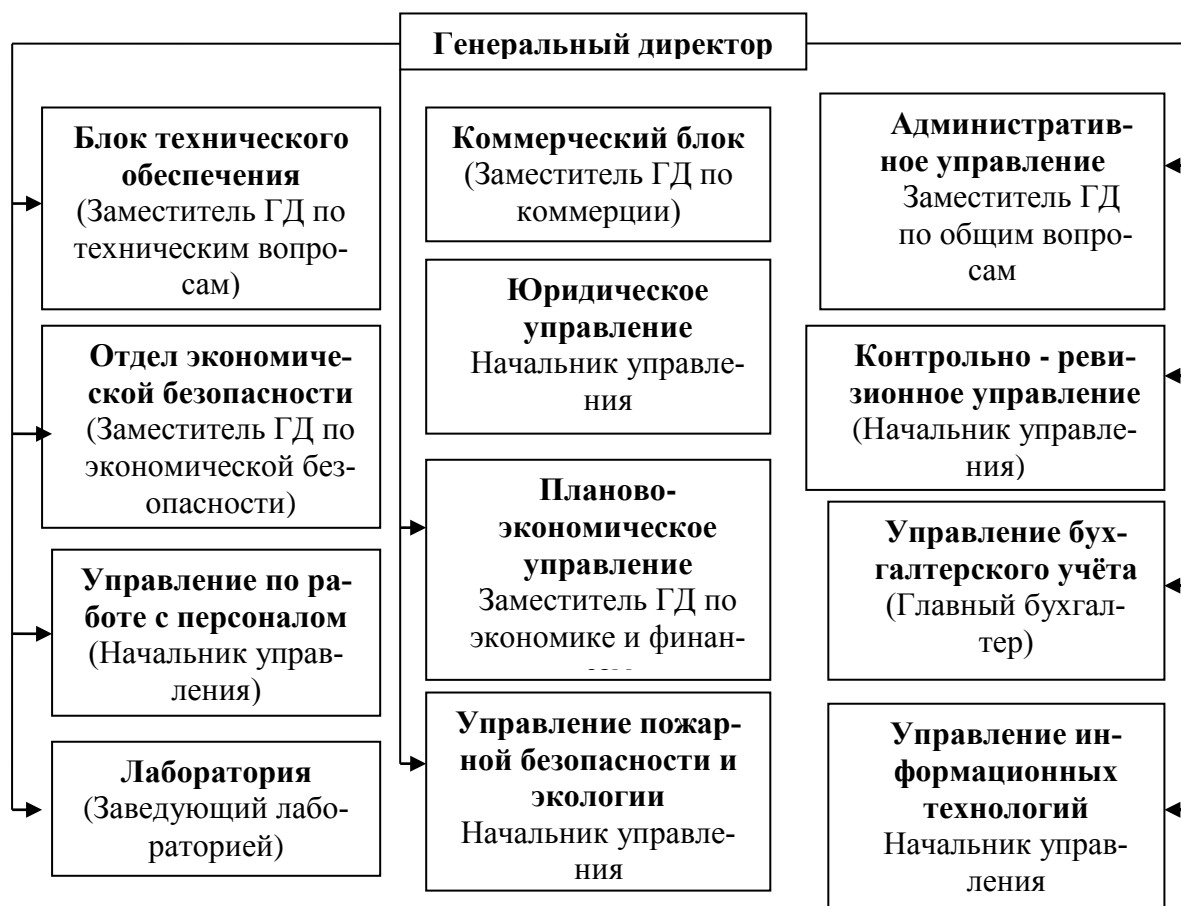 Генеральный директор
Блок технического
обеспечения
(Заместитель ГД по
техническим вопро-
сам)
Отдел экономиче-
ской безопасности
(Заместитель ГД по
экономической без-
опасности)
Управление по ра-
боте с персоналом
(Начальник управ-
ления)
Лаборатория
(Заведующий лабо-
раторией)
Коммерческий блок
(Заместитель ГД по
коммерции)
Юридическое
управление
Начальник управле-
ния
Планово-
экономическое
управление
Заместитель ГД по
экономике и финан-
Управление пожар-
ной безопасности и
экологии
Начальник управле-
ния
Административ-
ное управление
Заместитель ГД
по общим вопро-
сам
Контрольно - реви-
зионное управление
(Начальник управле-
ния)
Управление бух-
галтерского учёта
(Главный бухгал-
тер)
Управление ин-
формационных
технологий
Начальник управ-
ления